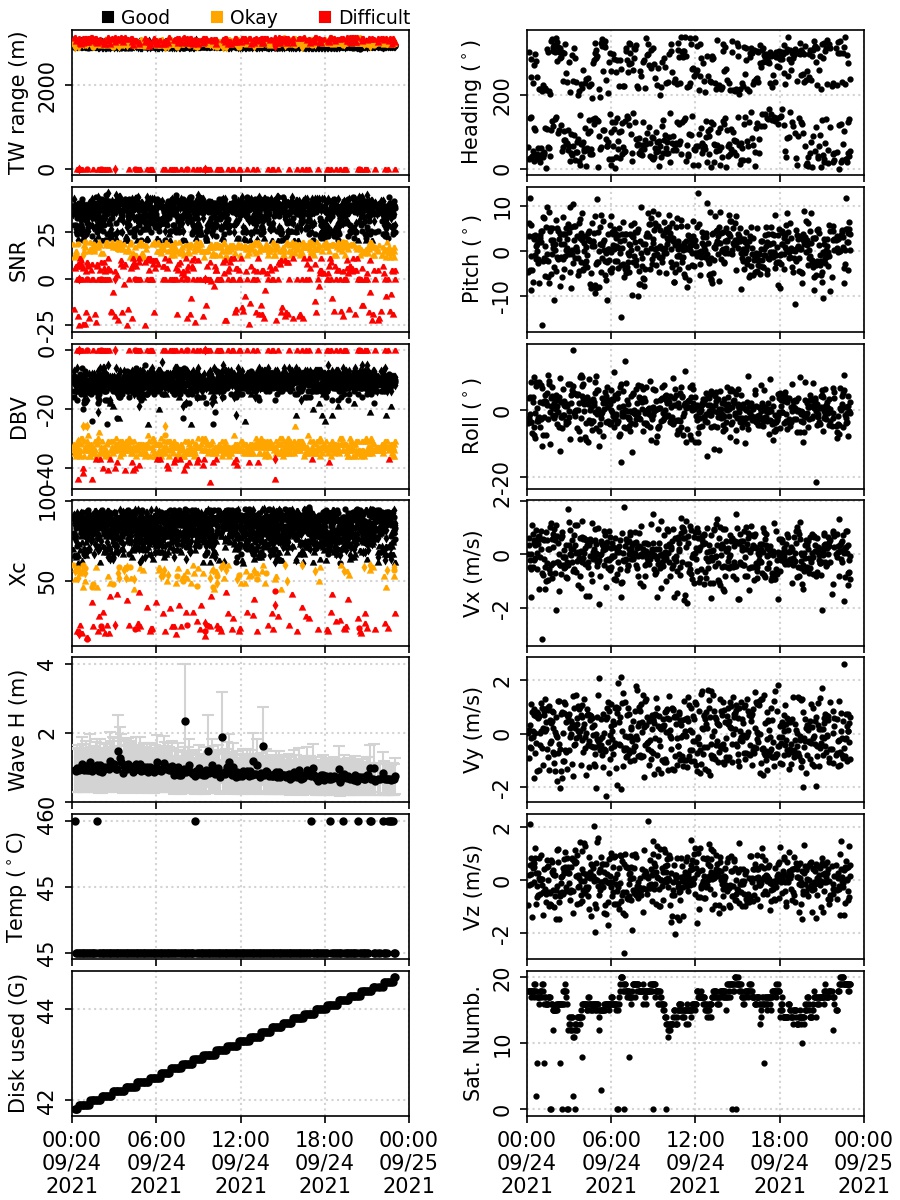 Good Okay Difficult
TW range (m)
2000
0
SNR
25
0
-25
DBV
0
-20
-40
Xc
100
50
Wave H (m)
4
2
0
Temp (°C)
46
45
45
Disk used (G)
44
42
00:00 06:00 12:00 18:00 00:00
09/24 09/24 09/24 09/24 09/25
2021 2021 2021 2021 2021
Heading (°)
200
0
Pitch (°)
10
0
-10
Roll (°)
0
-20
Vx (m/s)
2
0
-2
Vy (m/s)
2
0
-2
Vz (m/s)
2
0
-2
Sat. Numb.
20
10
0
00:00 06:00 12:00 18:00 00:00
09/24 09/24 09/24 09/24 09/25
2021 2021 2021 2021 2021